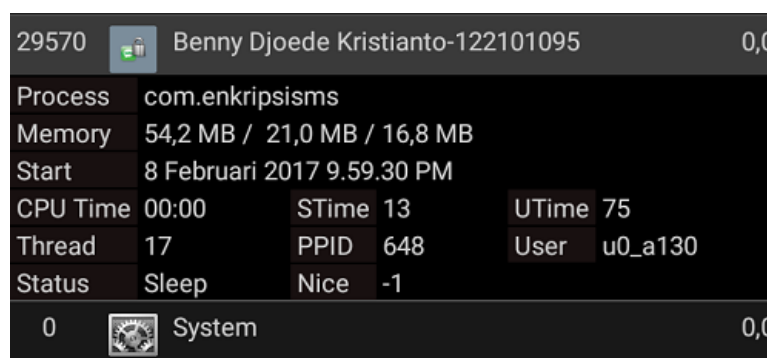 29570 Benny Djoede Kristianto-122101095 0,0
Process com.enkripsisms
Memory 54,2 MB / 21,0 MB / 16,8 MB
Start 8 Februari 2017 9.59.30 PM
CPU Time 00:00 STime 13 UTime 75
Thread 17 PPID 648 User u0_a130
Status Sleep Nice -1
0 System 0,0